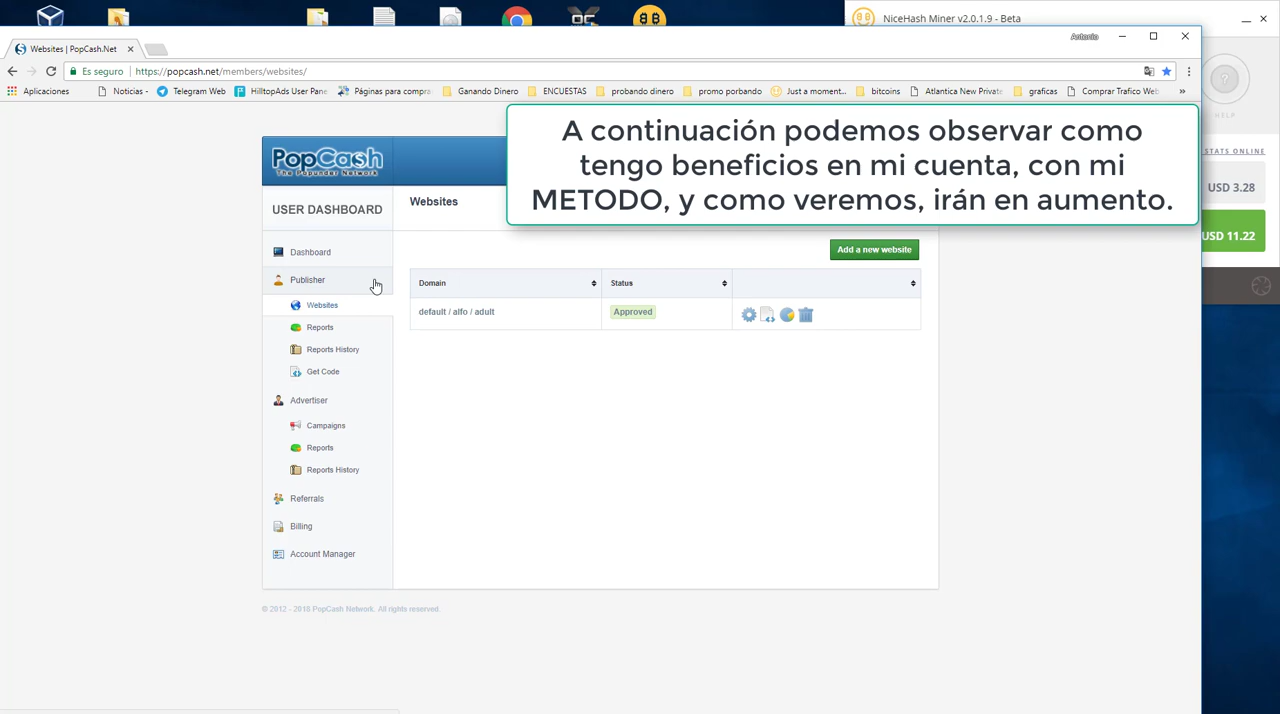 NiceHash Miner v2.0.1.9 - Beta
Websites | PopCash.Net
Antonio
Es seguro
https://popcash.net/members/websites/
Aplicaciones
Noticias -
Telegram Web
HilltopAds User Pane
Páginas para compra
Ganando Dinero
ENCUESTAS
probando dinero
promo porbando
Just a moment...
bitcoins
Atlantica New Private
graficas
Comprar Trafico Web
»
A continuación podemos observar como
tengo beneficios en mi cuenta, con mi
METODO, y como veremos, irán en aumento.
HELP
STATS ONLINE
USD 3.28
USD 11.22
PopCash
The Popunder Network
USER DASHBOARD
Websites
Dashboard
Add a new website
Publisher
Domain
Status
Websites
default / aifo / adult
Approved
Reports
Reports History
Get Code
Advertiser
Campaigns
Reports
Reports History
Referrals
Billing
Account Manager
© 2012 - 2018 PopCash Network. All rights reserved.